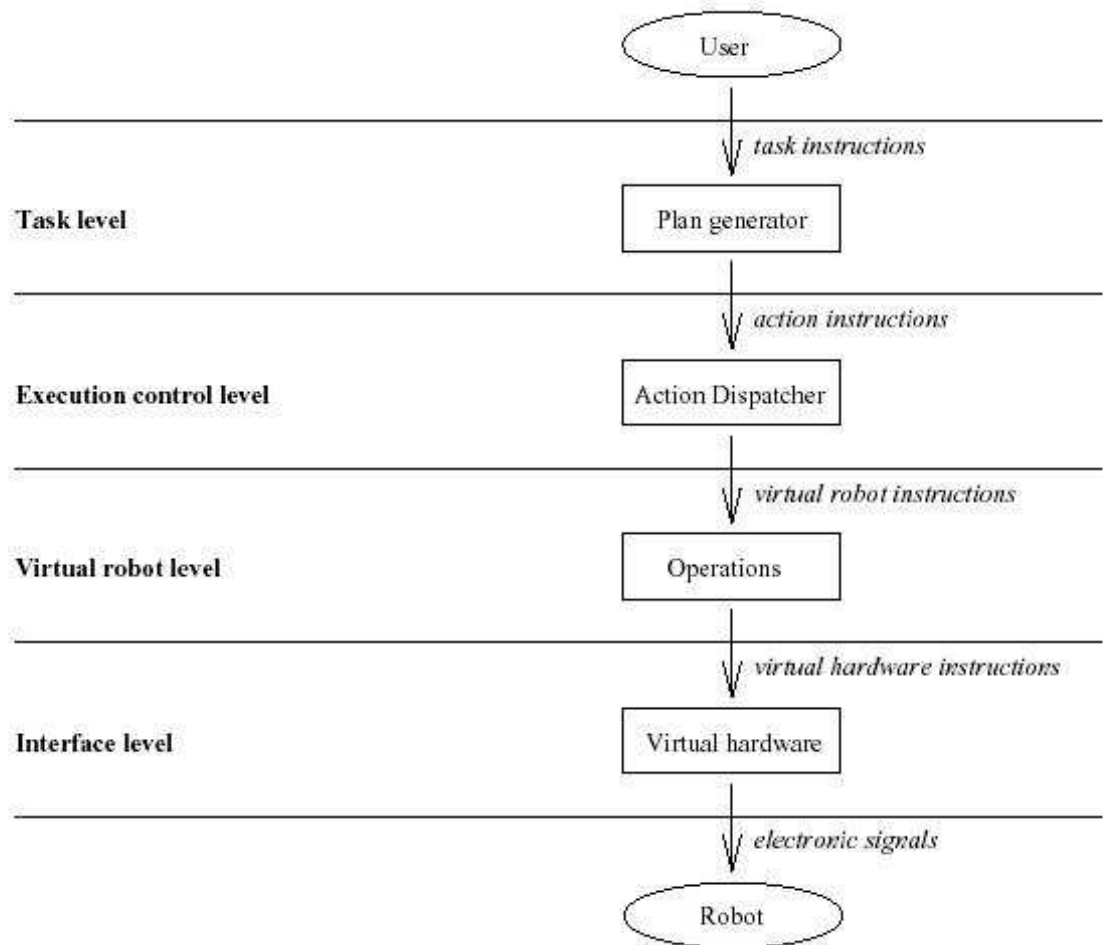 User
task instructions
Task level
Plan generator
action instructions
Execution control level
Action Dispatcher
virtual robot instructions
Virtual robot level
Operations
virtual hardware instructions
Interface level
Virtual hardware
electronic signals
Robot